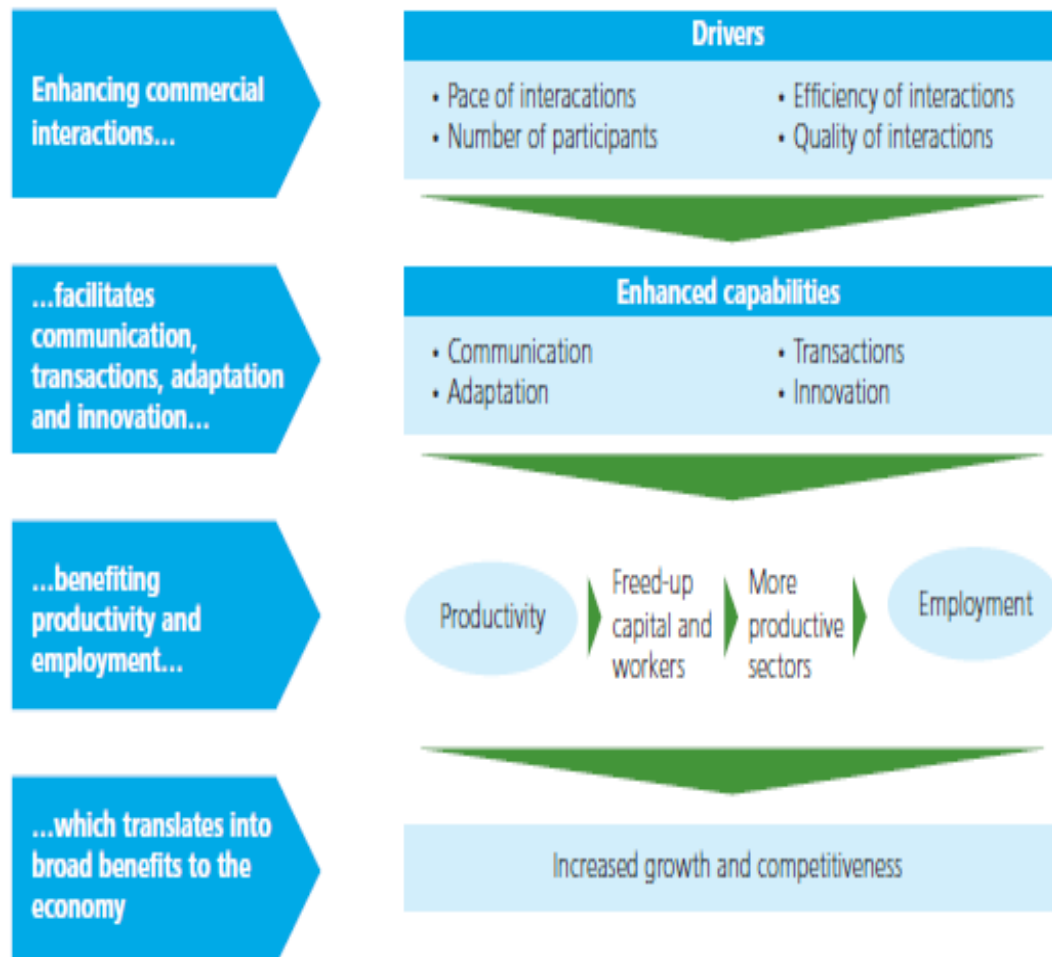 Enhancing commercial
interactions...
Drivers
• Pace of interacations
• Number of participants
• Efficiency of interactions
• Quality of interactions
...facilitates
communication,
transactions, adaptation
and innovation...
Enhanced capabilities
• Communication
• Adaptation
• Transactions
• Innovation
...benefiting
productivity and
employment...
Productivity
Freed-up
capital and
workers
More
productive
sectors
Employment
...which translates into
broad benefits to the
economy
Increased growth and competitiveness